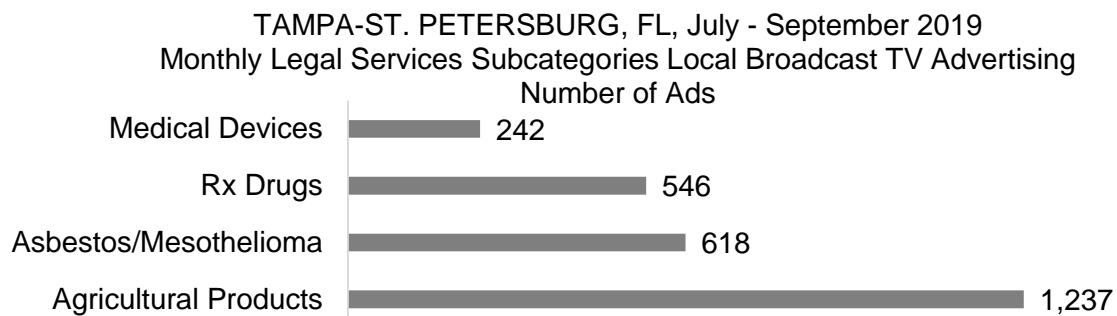 TAMPA-ST. PETERSBURG, FL, July - September 2019
Monthly Legal Services Subcategories Local Broadcast TV Advertising
Number of Ads
Medical Devices 242
Rx Drugs 546
Asbestos/Mesothelioma 618
Agricultural Products 1,237